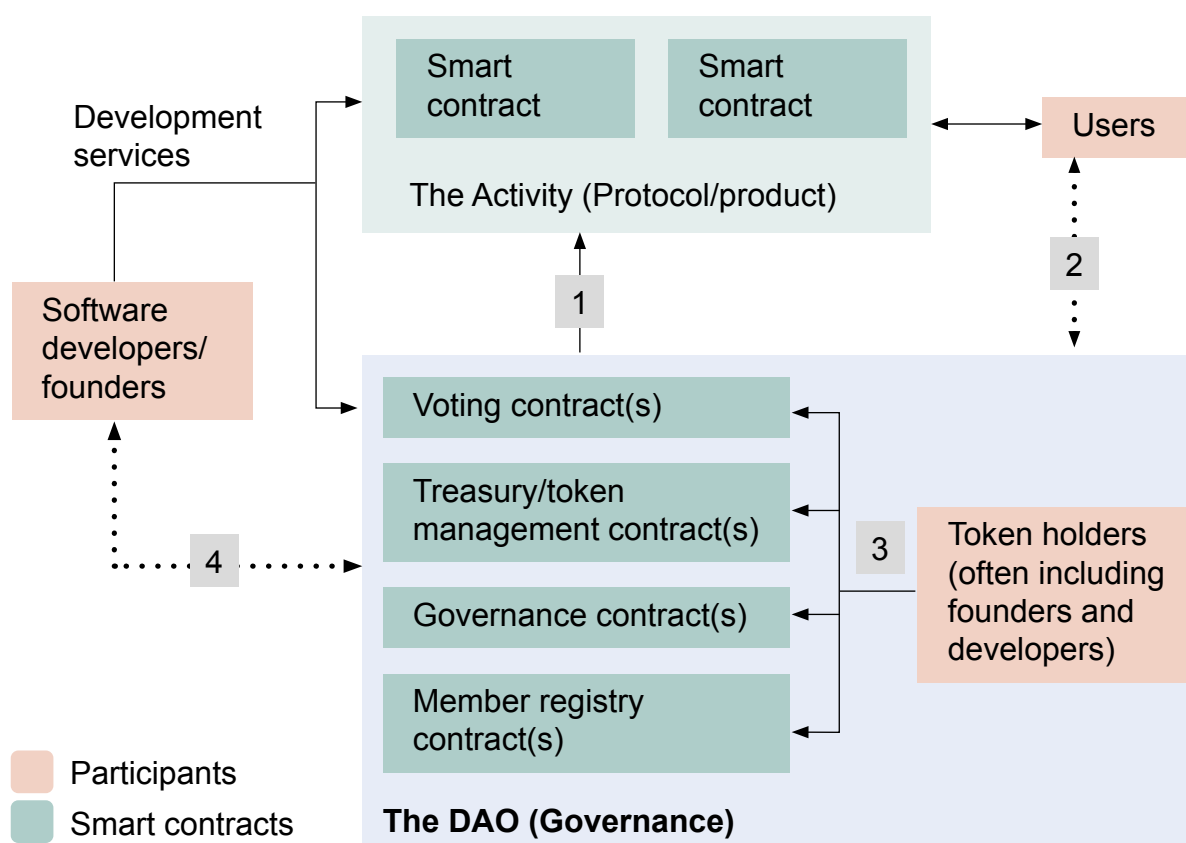 Smart
contract
Smart
contract
Development
services
Users
The Activity (Protocol/product)
1
2
Software
developers/
founders
Voting contract(s)
Treasury/token
management contract(s)
4
3
Token holders
(often including
founders and
developers)
Governance contract(s)
Member registry
contract(s)
Participants
Smart contracts
The DAO (Governance)